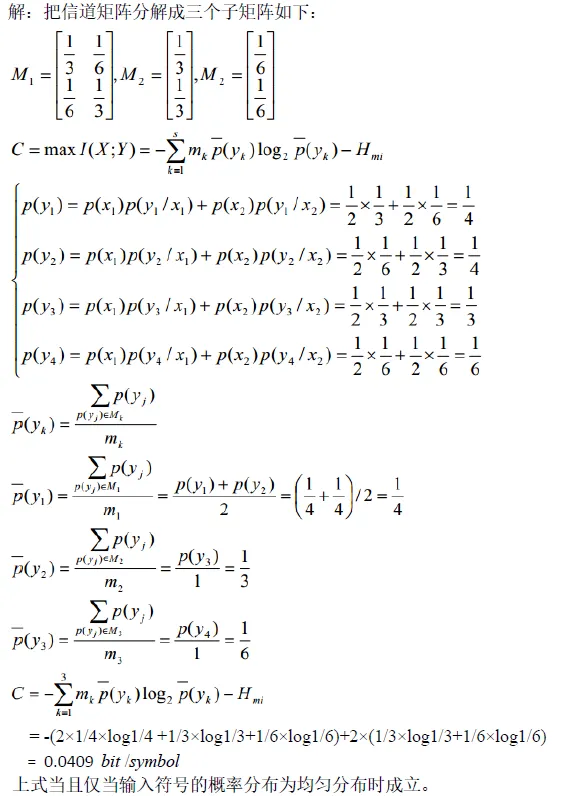 解：把信道矩阵分解成三个子矩阵如下：
M₁ = [1/3 1/6; 1/6 1/3], M₂ = [1/3; 1/3], M₂ = [1/6; 1/6]
C = max I(X;Y) = −∑_{k=1}^{s} m_k p̅(y_k) log₂ p̅(y_k) − H_{mi}
p(y₁) = p(x₁)p(y₁/x₁) + p(x₂)p(y₁/x₂) = 1/2 × 1/3 + 1/2 × 1/6 = 1/4
p(y₂) = p(x₁)p(y₂/x₁) + p(x₂)p(y₂/x₂) = 1/2 × 1/6 + 1/2 × 1/3 = 1/4
p(y₃) = p(x₁)p(y₃/x₁) + p(x₂)p(y₃/x₂) = 1/2 × 1/3 + 1/2 × 1/3 = 1/3
p(y₄) = p(x₁)p(y₄/x₁) + p(x₂)p(y₄/x₂) = 1/2 × 1/6 + 1/2 × 1/6 = 1/6
p̅(y_k) = ∑_{p(y_j)∈M_k} p(y_j) / m_k
p̅(y₁) = ∑_{p(y_j)∈M₁} p(y_j) / m₁ = (p(y₁) + p(y₂)) / 2 = (1/4 + 1/4) / 2 = 1/4
p̅(y₂) = ∑_{p(y_j)∈M₂} p(y_j) / m₂ = p(y₃) / 1 = 1/3
p̅(y₃) = ∑_{p(y_j)∈M₃} p(y_j) / m₃ = p(y₄) / 1 = 1/6
C = −∑_{k=1}^{3} m_k p̅(y_k) log₂ p̅(y_k) − H_{mi}
= -(2×1/4×log1/4 +1/3×log1/3+1/6×log1/6)+2×(1/3×log1/3+1/6×log1/6)
= 0.0409 bit /symbol
上式当且仅当输入符号的概率分布为均匀分布时成立。